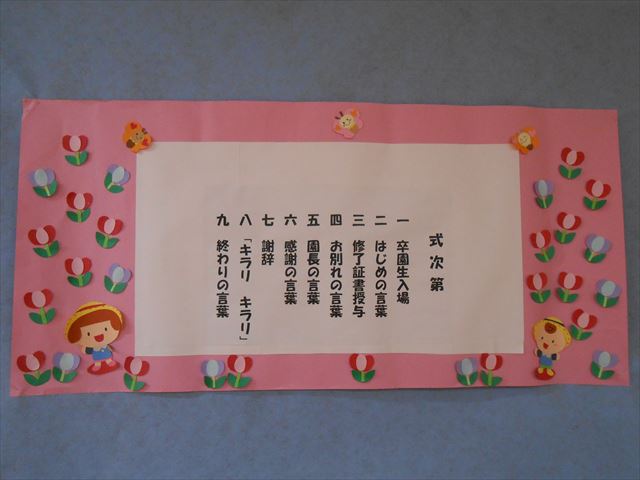 式次第
一 卒園生入場
二 はじめの言葉
三 修了証書授与
四 お別れの言葉
五 園長の言葉
六 感謝の言葉
七 謝辞
八 「キラリ キラリ」
九 終わりの言葉